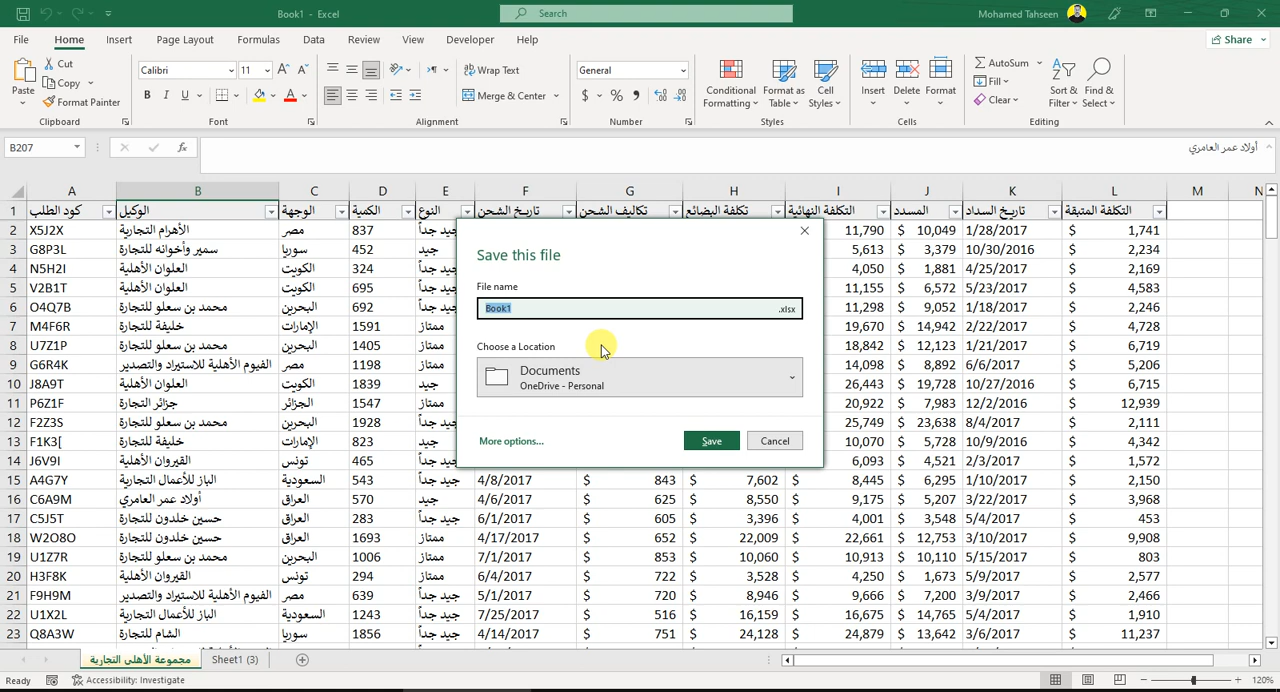 Book1 - Excel
Search
Mohamed Tahseen
File Home Insert Page Layout Formulas Data Review View Developer Help
Share
Paste
Cut
Copy
Format Painter
Clipboard
Calibri 11
B I U
Font
Wrap Text
Merge & Center
Alignment
General
$ % 9
Number
Conditional Formatting
Format as Table
Cell Styles
Styles
Insert
Delete
Format
Cells
AutoSum
Fill
Clear
Sort & Filter
Find & Select
Editing
B207
fx
أولاد عمر العامري
A B C D E F G H I J K L M N
1 كود الطلب الوكيل الوجهة الكمية النوع تاريخ الشحن تكاليف الشحن تكلفة البضائع التكلفة النهائية المسدد تاريخ السداد التكلفة المتبقة
2 X5J2X الأهرام التجارية مصر 837 11,790 $ 10,049 1/28/2017 $ 1,741
3 G8P3L سمير وأخوانه للتجارة سوريا 452 جيد 5,613 $ 3,379 10/30/2016 $ 2,234
4 N5H2I العلوان الأهلية الكويت 324 4,050 $ 1,881 4/25/2017 $ 2,169
5 V2B1T العلوان الأهلية الكويت 695 11,155 $ 6,572 5/23/2017 $ 4,583
6 O4Q7B محمد بن سعلو للتجارة البحرين 692 11,298 $ 9,052 1/18/2017 $ 2,246
7 M4F6R خليفة للتجارة الإمارات 1591 ممتاز 19,670 $ 14,942 2/22/2017 $ 4,728
8 U7Z1P محمد بن سعلو للتجارة البحرين 1405 ممتاز 18,842 $ 12,123 1/21/2017 $ 6,719
9 G6R4K الفيوم الأهلية للاستيراد والتصدير مصر 1198 ممتاز 14,098 $ 8,892 6/6/2017 $ 5,206
10 J8A9T العلوان الأهلية الكويت 1839 جيد 26,443 $ 19,728 10/27/2016 $ 6,715
11 P6Z1F جزائر التجارة الجزائر 1547 ممتاز 20,922 $ 7,983 12/2/2016 $ 12,939
12 F2Z3S محمد بن سعلو للتجارة البحرين 1928 ممتاز 25,749 $ 23,638 8/4/2017 $ 2,111
13 F1K3[ خليفة للتجارة الإمارات 823 جيد 10,070 $ 5,728 10/9/2016 $ 4,342
14 J6V9I القيروان الأهلية تونس 465 6,093 $ 4,521 2/3/2017 $ 1,572
15 A4G7Y الباز للأعمال التجارية السعودية 543 جيد جداً 4/8/2017 $ 843 $ 7,602 $ 8,445 $ 6,295 1/10/2017 $ 2,150
16 C6A9M أولاد عمر العامري العراق 570 جيد 4/6/2017 $ 625 $ 8,550 $ 9,175 $ 5,207 3/22/2017 $ 3,968
17 C5J5T حسين خلدون للتجارة العراق 283 جيد جداً 6/1/2017 $ 605 $ 3,396 $ 4,001 $ 3,548 5/4/2017 $ 453
18 W2O8O حسين خلدون للتجارة العراق 1693 ممتاز 4/17/2017 $ 652 $ 22,009 $ 22,661 $ 12,753 3/10/2017 $ 9,908
19 U1Z7R محمد بن سعلو للتجارة البحرين 1006 ممتاز 7/1/2017 $ 853 $ 10,060 $ 10,913 $ 10,110 5/15/2017 $ 803
20 H3F8K القيروان الأهلية تونس 294 ممتاز 6/4/2017 $ 722 $ 3,528 $ 4,250 $ 1,673 5/9/2017 $ 2,577
21 F9H9M الفيوم الأهلية للاستيراد والتصدير مصر 639 ممتاز 5/1/2017 $ 720 $ 8,946 $ 9,666 $ 7,200 3/9/2017 $ 2,466
22 U1X2L الباز للأعمال التجارية السعودية 1243 جيد جداً 7/25/2017 $ 516 $ 16,159 $ 16,675 $ 14,765 5/10/2017 $ 1,910
23 Q8A3W الشام للتجارة سوريا 1856 جيد جداً 4/14/2017 $ 751 $ 24,128 $ 24,879 $ 13,642 3/6/2017 $ 11,237
Save this file
File name
Book1 .xlsx
Choose a Location
Documents
OneDrive - Personal
More options...
Save Cancel
مجموعة الأهلي التجارية Sheet1 (3)
Ready Accessibility: Investigate 120%